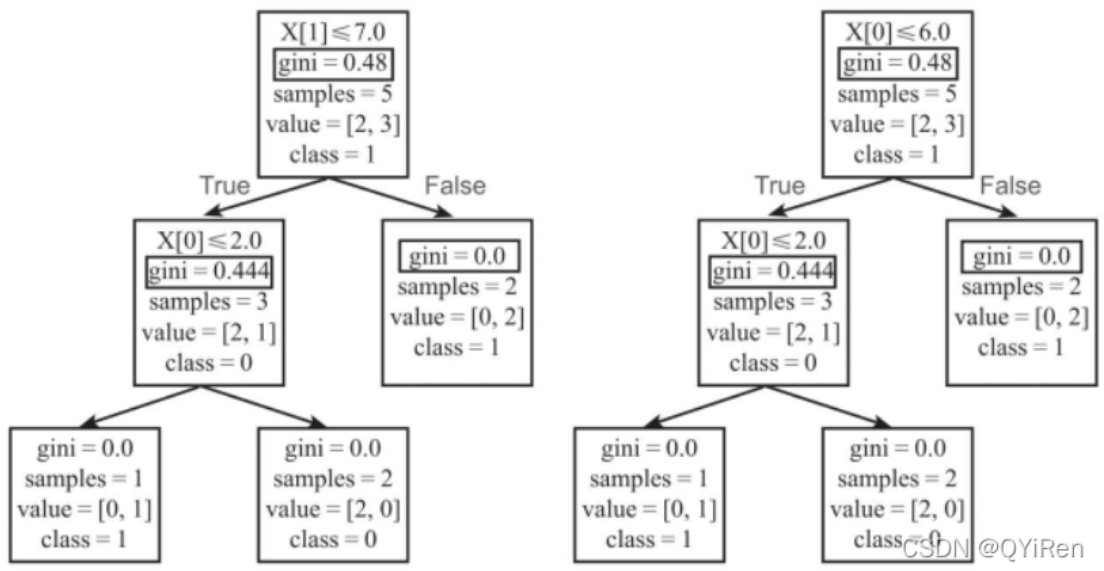 X[1]≤7.0
gini = 0.48
samples = 5
value = [2, 3]
class = 1
True
False
X[0]≤2.0
gini = 0.444
samples = 3
value = [2, 1]
class = 0
gini = 0.0
samples = 2
value = [0, 2]
class = 1
gini = 0.0
samples = 1
value = [0, 1]
class = 1
gini = 0.0
samples = 2
value = [2, 0]
class = 0
X[0]≤6.0
gini = 0.48
samples = 5
value = [2, 3]
class = 1
True
False
X[0]≤2.0
gini = 0.444
samples = 3
value = [2, 1]
class = 0
gini = 0.0
samples = 2
value = [0, 2]
class = 1
gini = 0.0
samples = 1
value = [0, 1]
class = 1
gini = 0.0
samples = 2
value = [2, 0]
class = 0
CSDN @QYiRen